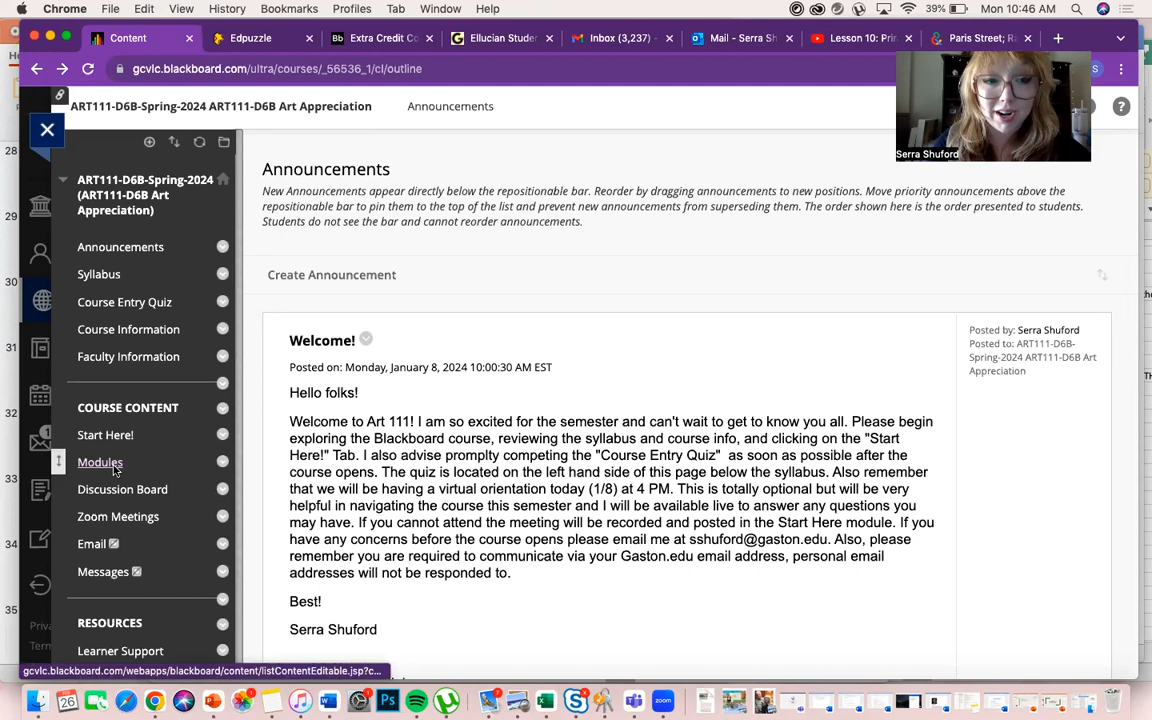 Chrome File Edit View History Bookmarks Profiles Tab Window Help 39% Mon 10:46 AM
Content Edpuzzle Extra Credit Co Ellucian Stude Inbox (3,237) - Mail - Serra Sh Lesson 10: Prin Paris Street; Ra
gcvlc.blackboard.com/ultra/courses/_56536_1/cl/outline
S
ART111-D6B-Spring-2024 ART111-D6B Art Appreciation Announcements
Serra Shuford
28
29
30
31
32
33
34
35
ART111-D6B-Spring-2024
(ART111-D6B Art
Appreciation)
Announcements
Syllabus
Course Entry Quiz
Course Information
Faculty Information
COURSE CONTENT
Start Here!
Modules
Discussion Board
Zoom Meetings
Email
Messages
RESOURCES
Learner Support
Priva
Term
Announcements
New Announcements appear directly below the repositionable bar. Reorder by dragging announcements to new positions. Move priority announcements above the
repositionable bar to pin them to the top of the list and prevent new announcements from superseding them. The order shown here is the order presented to students.
Students do not see the bar and cannot reorder announcements.
Create Announcement
Welcome!
Posted on: Monday, January 8, 2024 10:00:30 AM EST
Hello folks!
Welcome to Art 111! I am so excited for the semester and can't wait to get to know you all. Please begin
exploring the Blackboard course, reviewing the syllabus and course info, and clicking on the "Start
Here!" Tab. I also advise promplty competing the "Course Entry Quiz" as soon as possible after the
course opens. The quiz is located on the left hand side of this page below the syllabus. Also remember
that we will be having a virtual orientation today (1/8) at 4 PM. This is totally optional but will be very
helpful in navigating the course this semester and I will be available live to answer any questions you
may have. If you cannot attend the meeting will be recorded and posted in the Start Here module. If you
have any concerns before the course opens please email me at sshuford@gaston.edu. Also, please
remember you are required to communicate via your Gaston.edu email address, personal email
addresses will not be responded to.
Best!
Serra Shuford
Posted by: Serra Shuford
Posted to: ART111-D6B-
Spring-2024 ART111-D6B Art
Appreciation
gcvlc.blackboard.com/webapps/blackboard/content/listContentEditable.jsp?c...